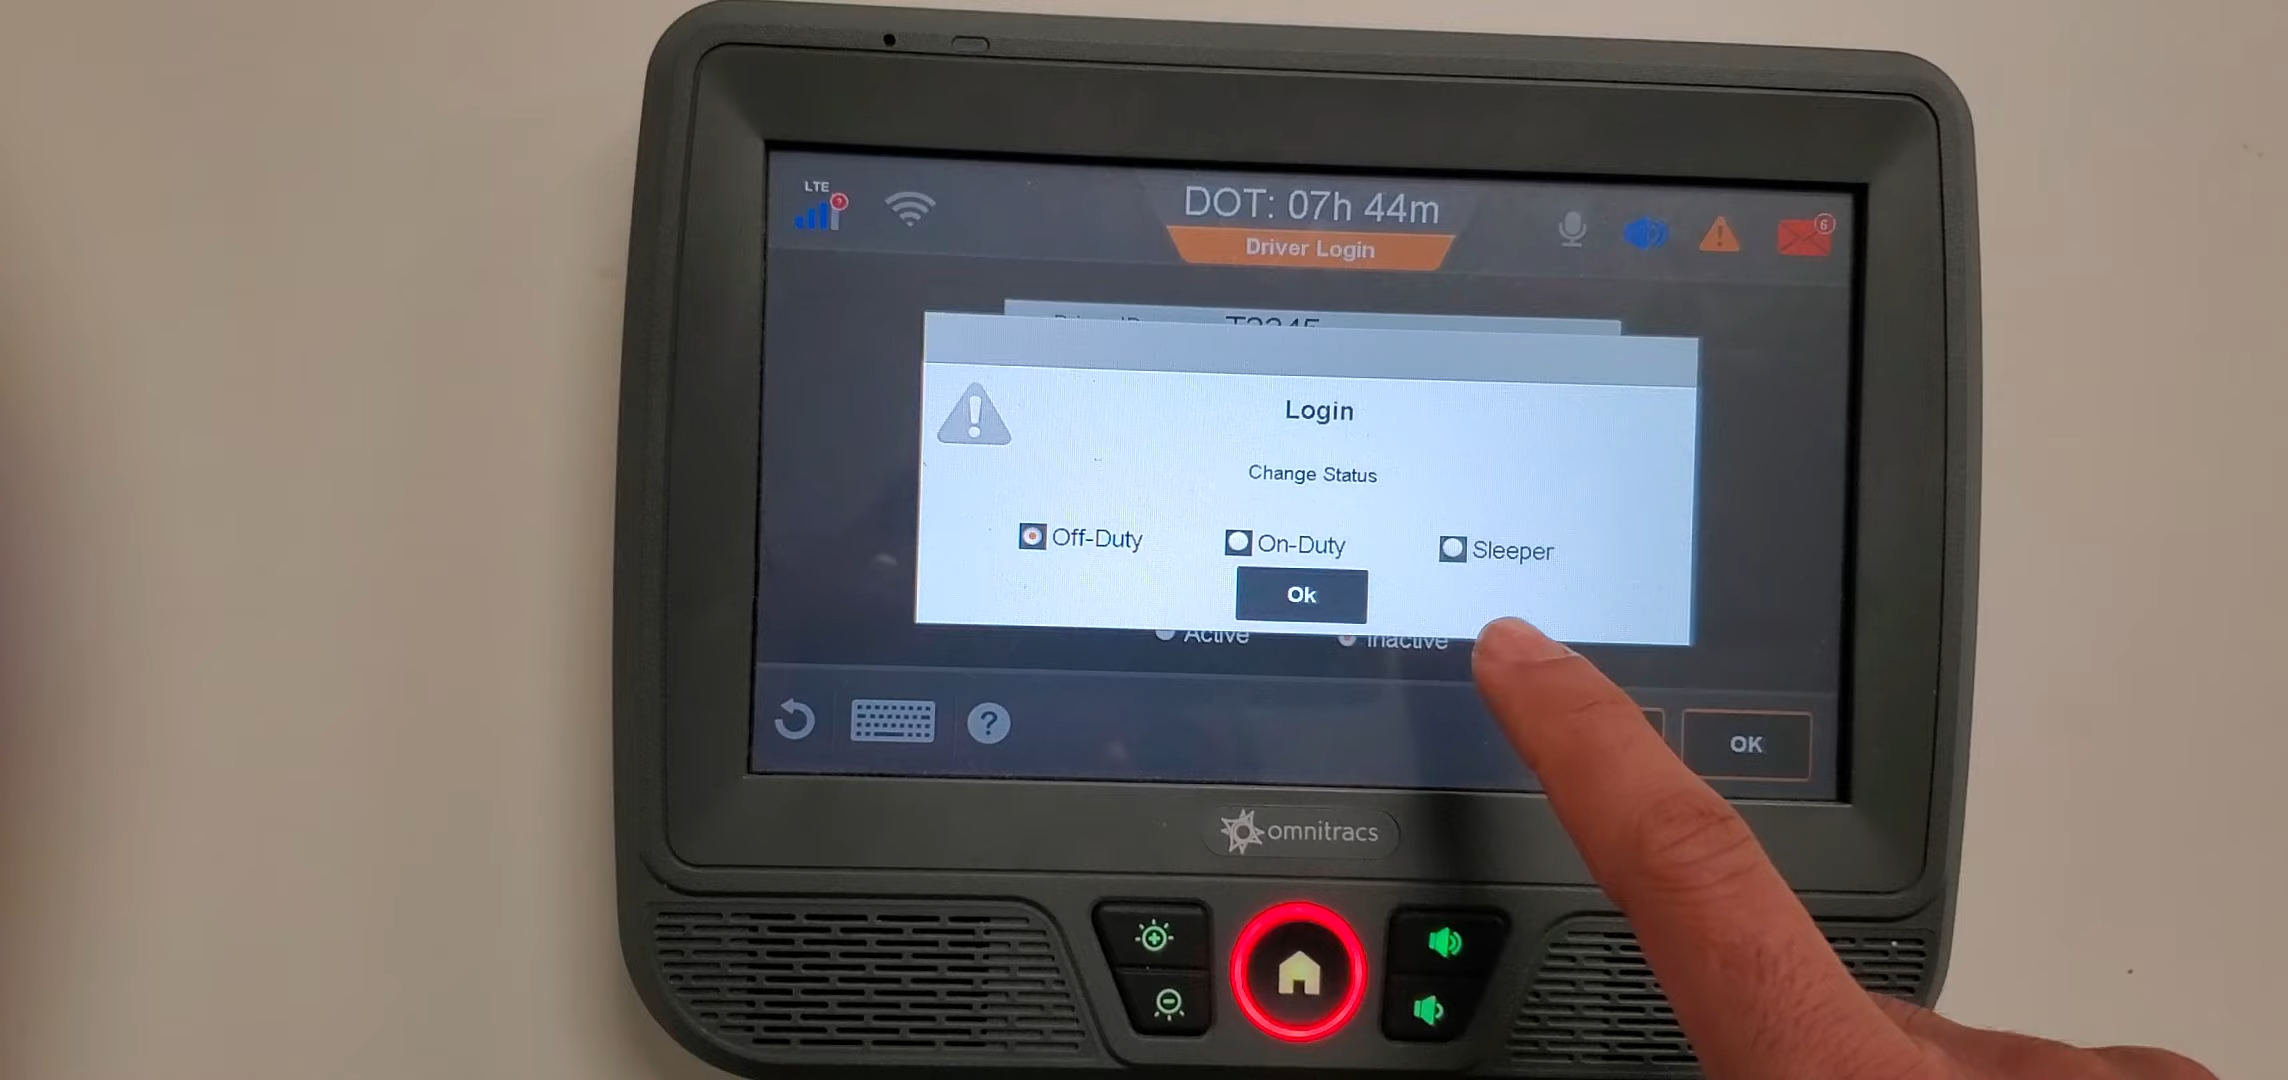 LTE
DOT: 07h 44m
Driver Login
6
Login
Change Status
Off-Duty
On-Duty
Sleeper
Ok
Active
Inactive
?
OK
omnitracs